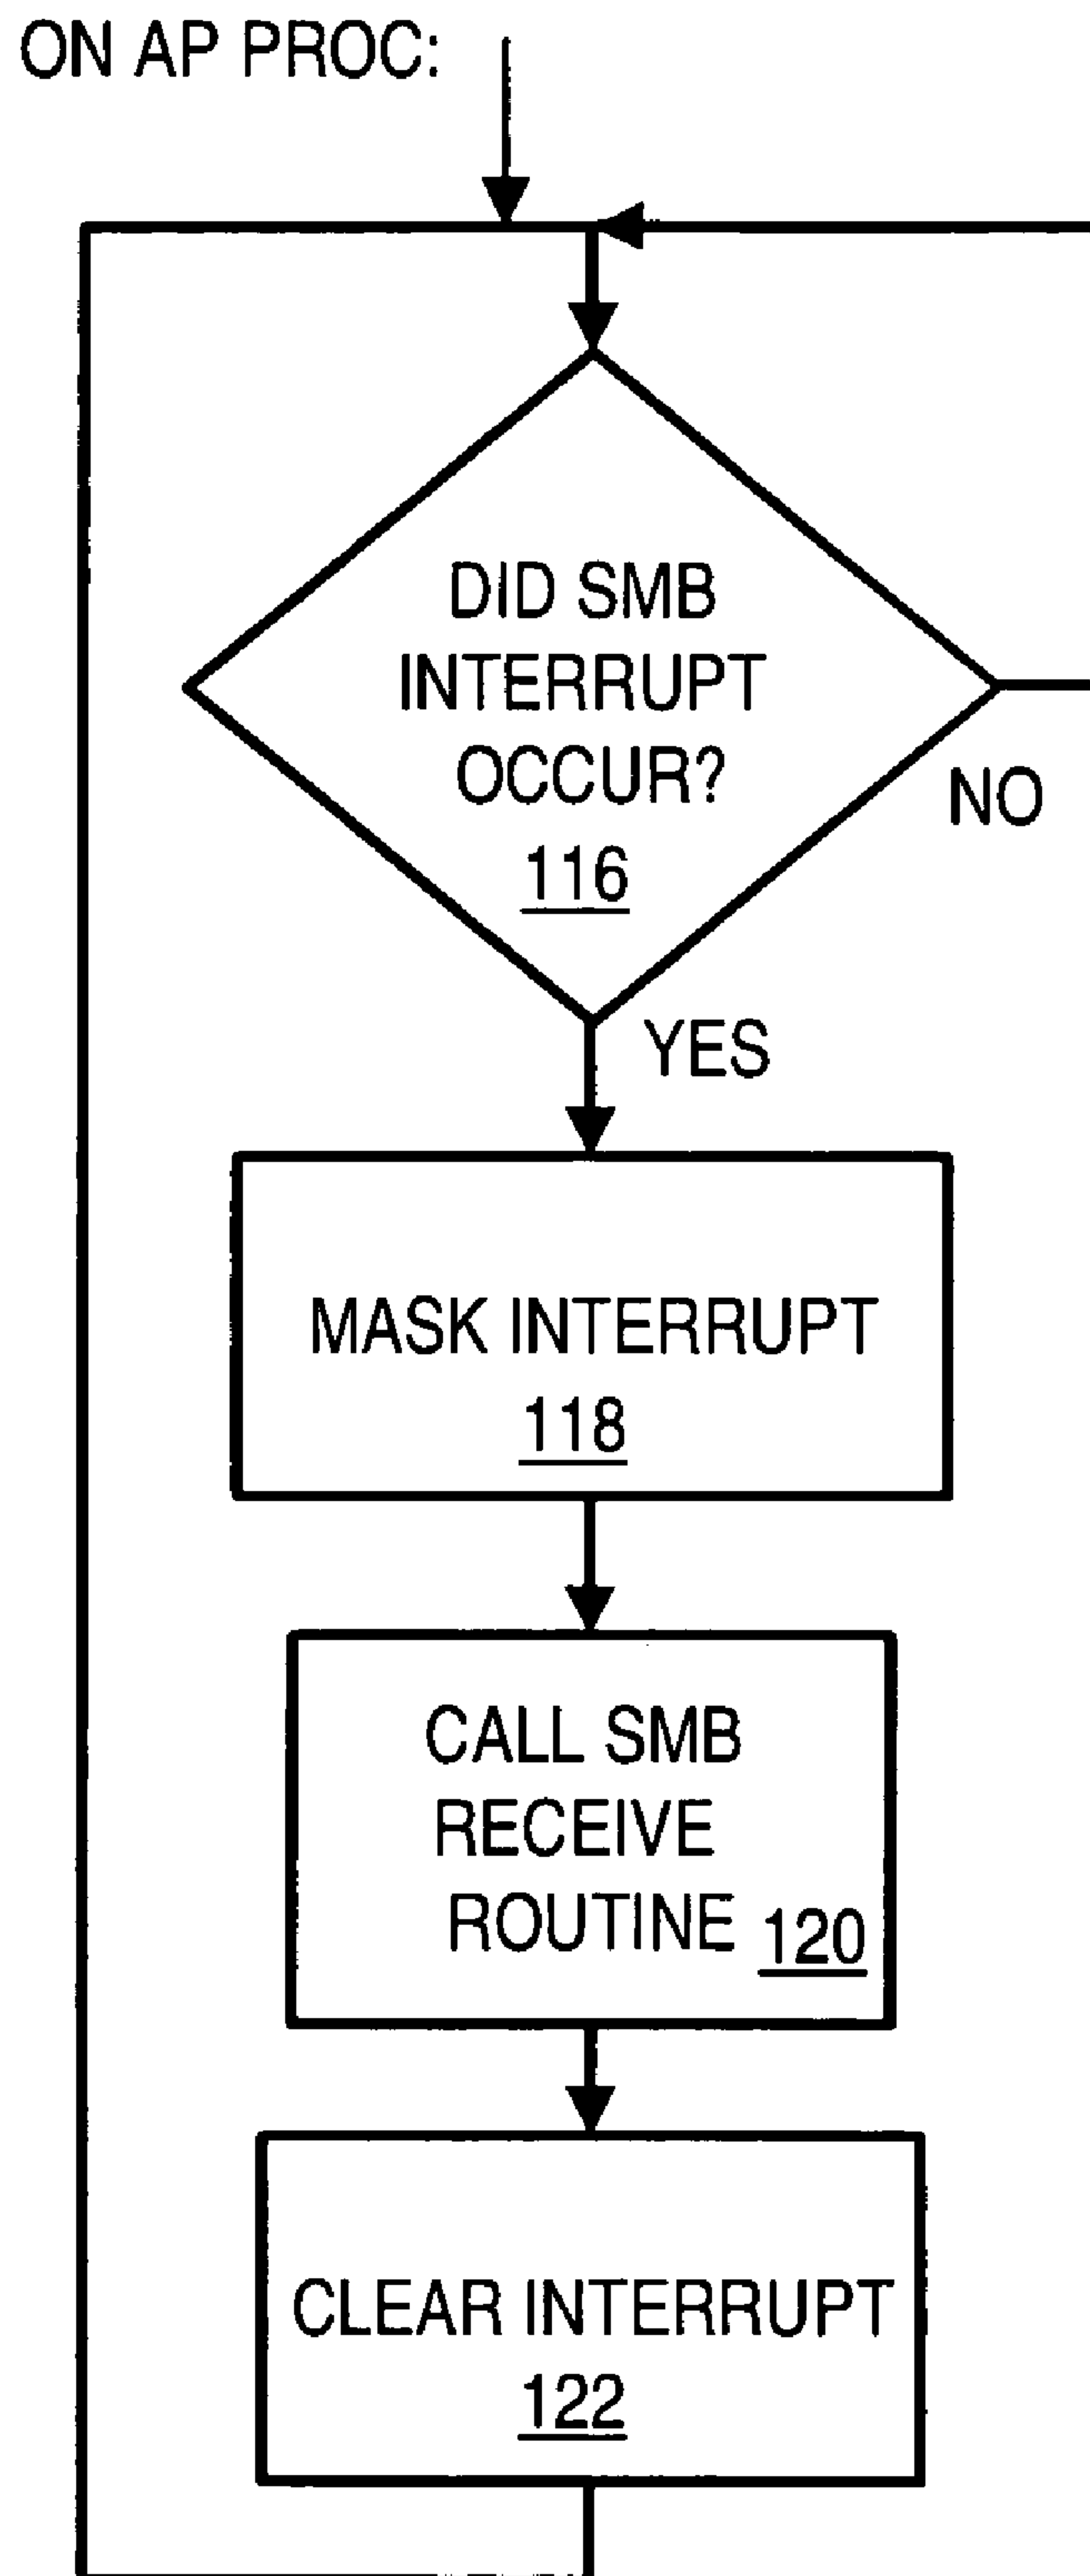 ON AP PROC:
DID SMB
INTERRUPT
OCCUR?
116
NO
YES
MASK INTERRUPT
118
CALL SMB
RECEIVE
ROUTINE 120
CLEAR INTERRUPT
122